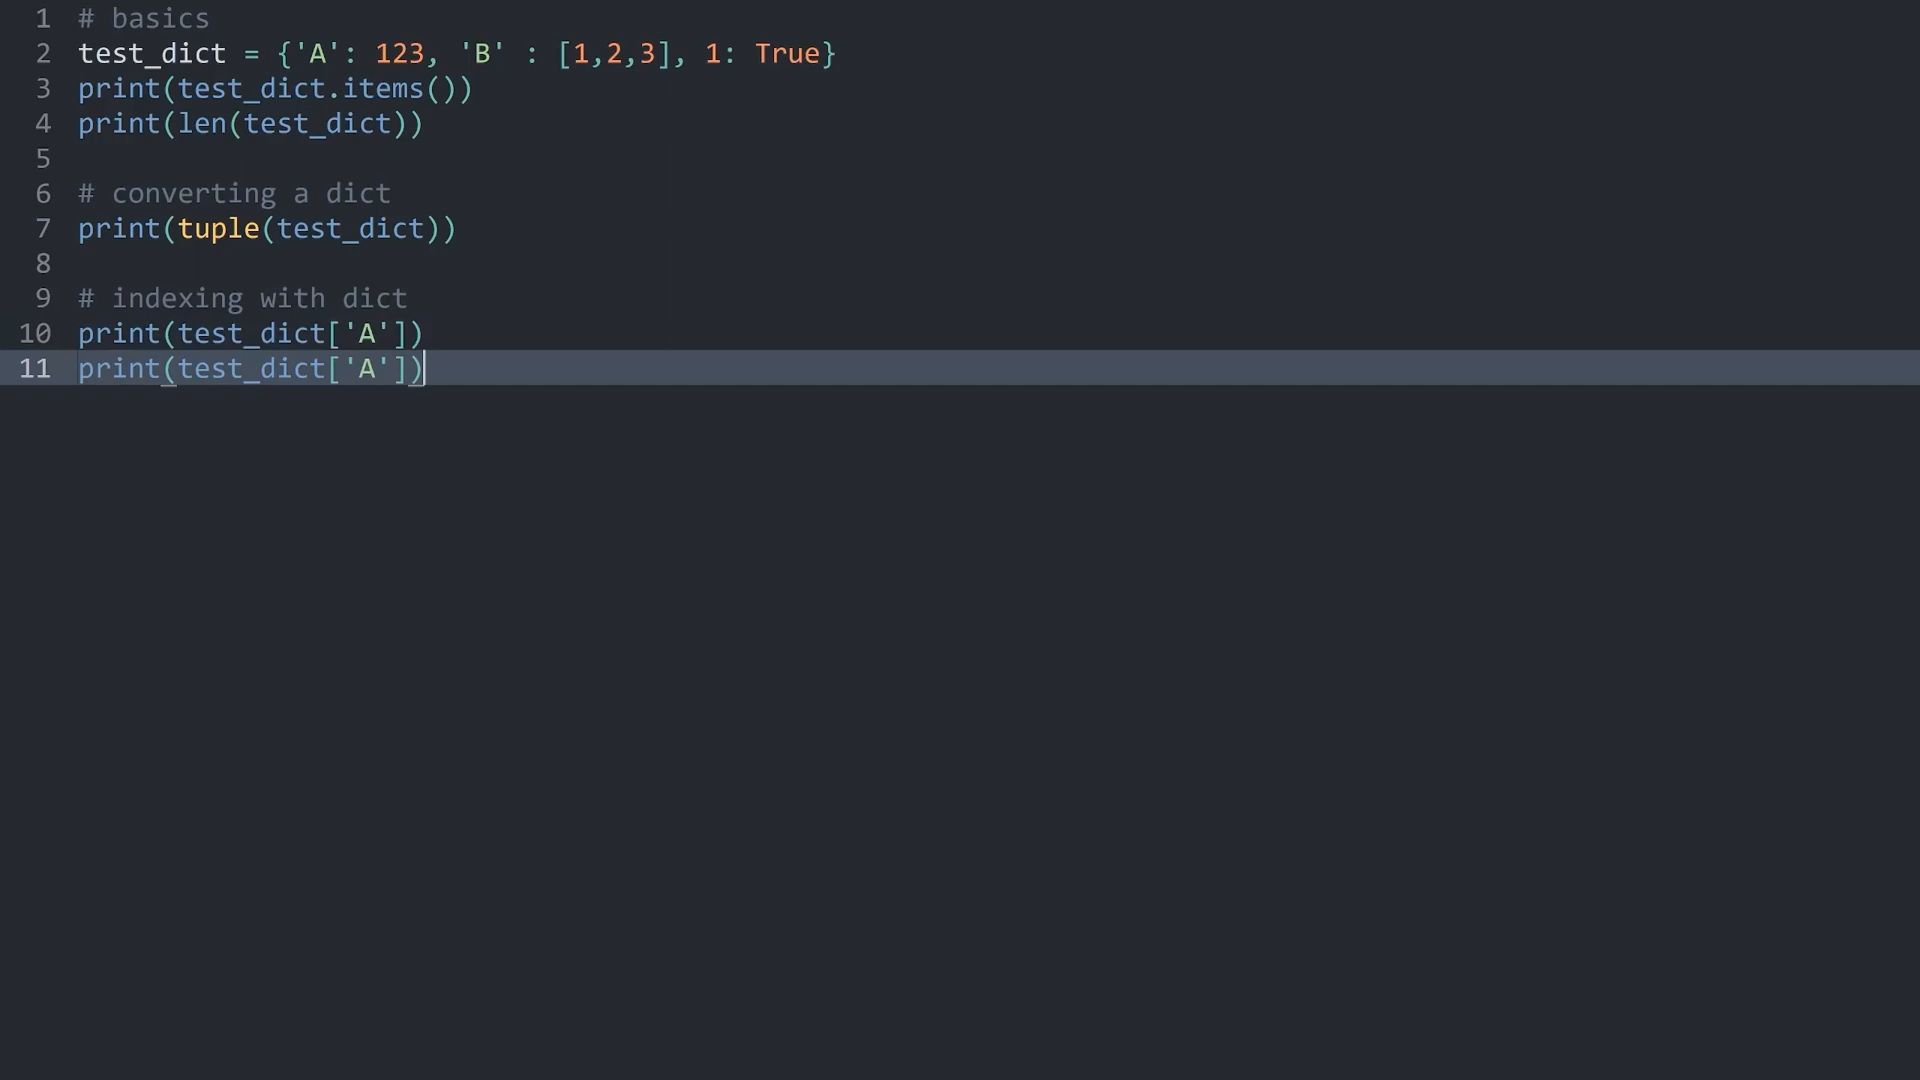 1 # basics
2 test_dict = {'A': 123, 'B' : [1,2,3], 1: True}
3 print(test_dict.items())
4 print(len(test_dict))
5
6 # converting a dict
7 print(tuple(test_dict))
8
9 # indexing with dict
10 print(test_dict['A'])
11 print(test_dict['A'])